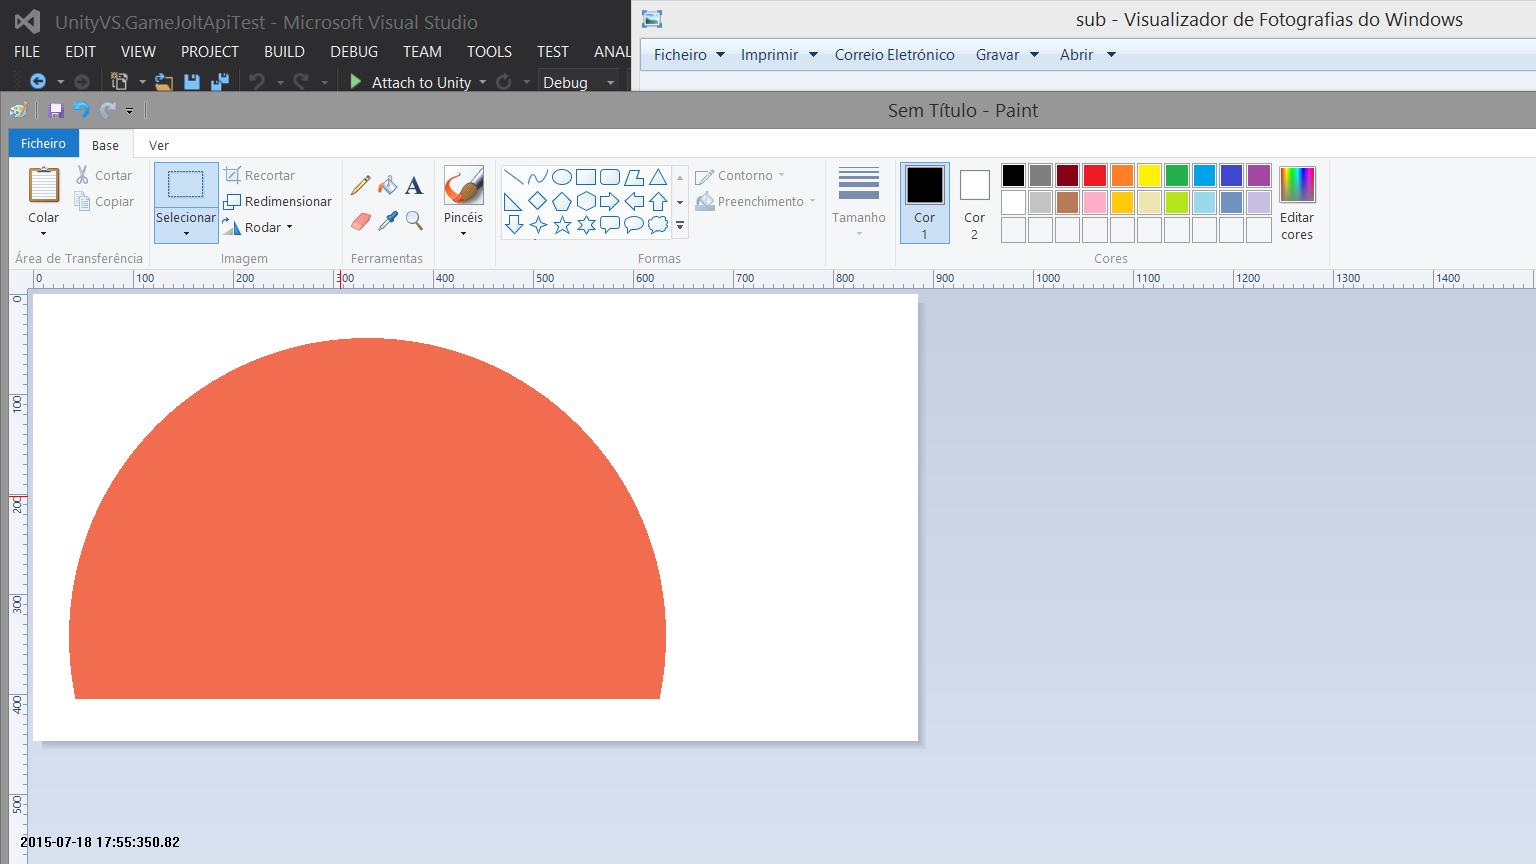 UnityVS.GameJoltApiTest - Microsoft Visual Studio
sub - Visualizador de Fotografias do Windows
FILE EDIT VIEW PROJECT BUILD DEBUG TEAM TOOLS TEST ANAL
Ficheiro Imprimir Correio Eletrónico Gravar Abrir
Attach to Unity Debug
Sem Título - Paint
Ficheiro Base Ver
Colar
Cortar
Copiar
Área de Transferência
Selecionar
Recortar
Redimensionar
Rodar
Imagem
A
Ferramentas
Pincéis
Contorno
Preenchimento
Formas
Tamanho
Cor 1
Cor 2
Editar cores
Cores
0 100 200 300 400 500 600 700 800 900 1000 1100 1200 1300 1400
0
100
200
300
400
500
2015-07-18 17:55:350.82